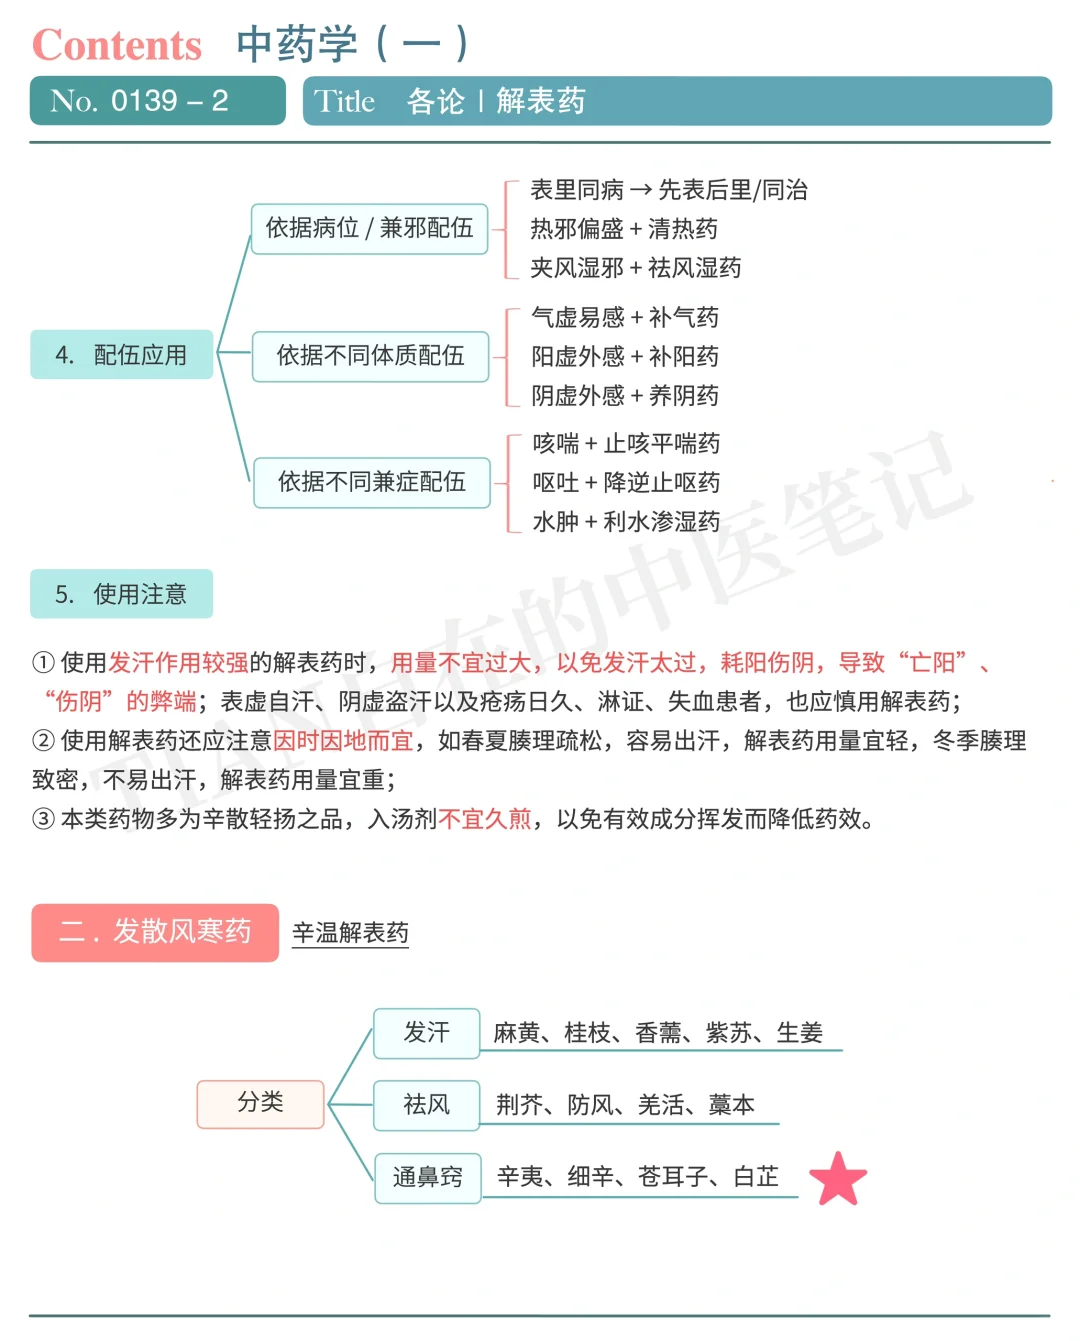 Contents 中药学（一）
No. 0139 – 2
Title 各论 | 解表药
4. 配伍应用
依据病位 / 兼邪配伍
表里同病 → 先表后里/同治
热邪偏盛 + 清热药
夹风湿邪 + 祛风湿药
依据不同体质配伍
气虚易感 + 补气药
阳虚外感 + 补阳药
阴虚外感 + 养阴药
依据不同兼症配伍
咳喘 + 止咳平喘药
呕吐 + 降逆止呕药
水肿 + 利水渗湿药
5. 使用注意
① 使用发汗作用较强的解表药时，用量不宜过大，以免发汗太过，耗阳伤阴，导致“亡阳”、
“伤阴”的弊端；表虚自汗、阴虚盗汗以及疮疡日久、淋证、失血患者，也应慎用解表药；
② 使用解表药还应注意因时因地而宜，如春夏腠理疏松，容易出汗，解表药用量宜轻，冬季腠理
致密，不易出汗，解表药用量宜重；
③ 本类药物多为辛散轻扬之品，入汤剂不宜久煎，以免有效成分挥发而降低药效。
二．发散风寒药
辛温解表药
分类
发汗
麻黄、桂枝、香薷、紫苏、生姜
祛风
荆芥、防风、羌活、藁本
通鼻窍
辛夷、细辛、苍耳子、白芷
TIAN自在的中医笔记